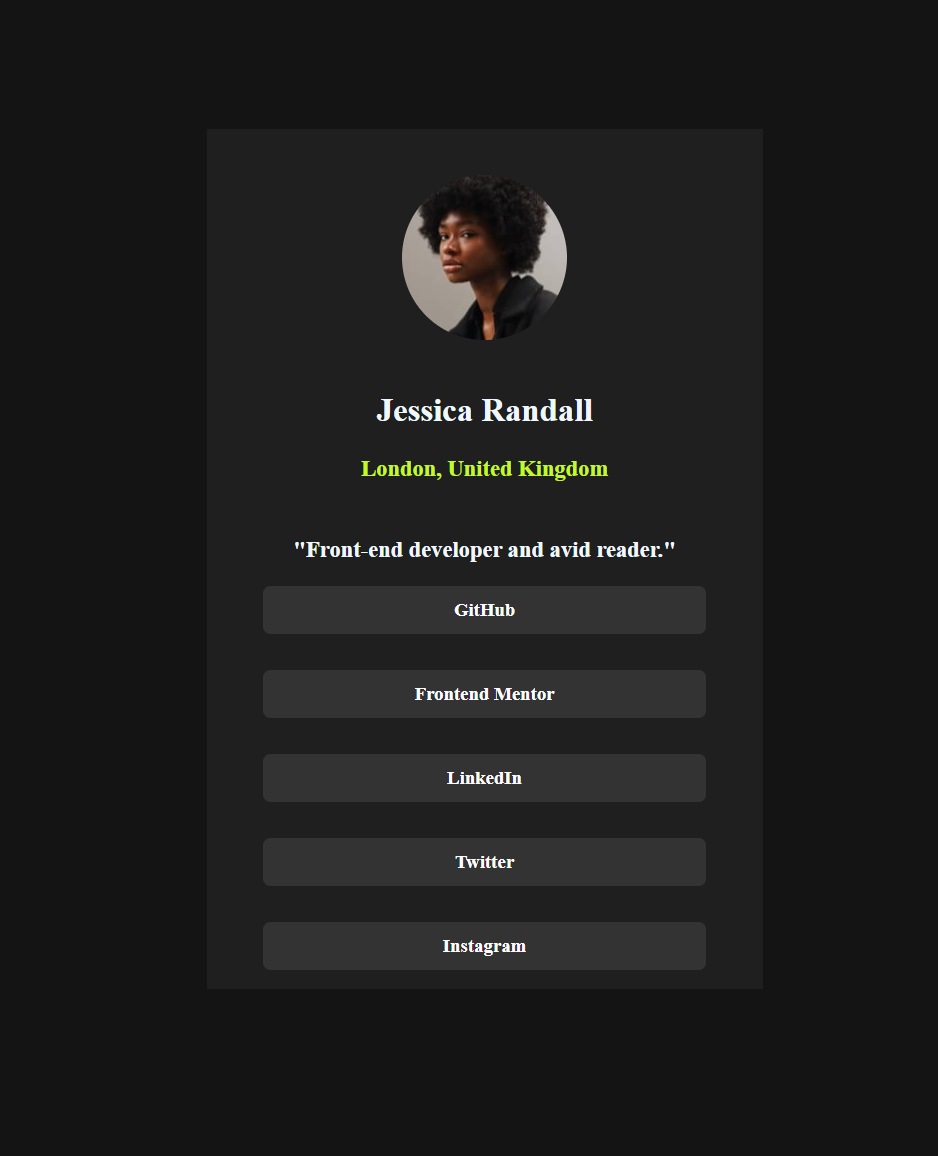 Jessica Randall
London, United Kingdom
"Front-end developer and avid reader."
GitHub
Frontend Mentor
LinkedIn
Twitter
Instagram